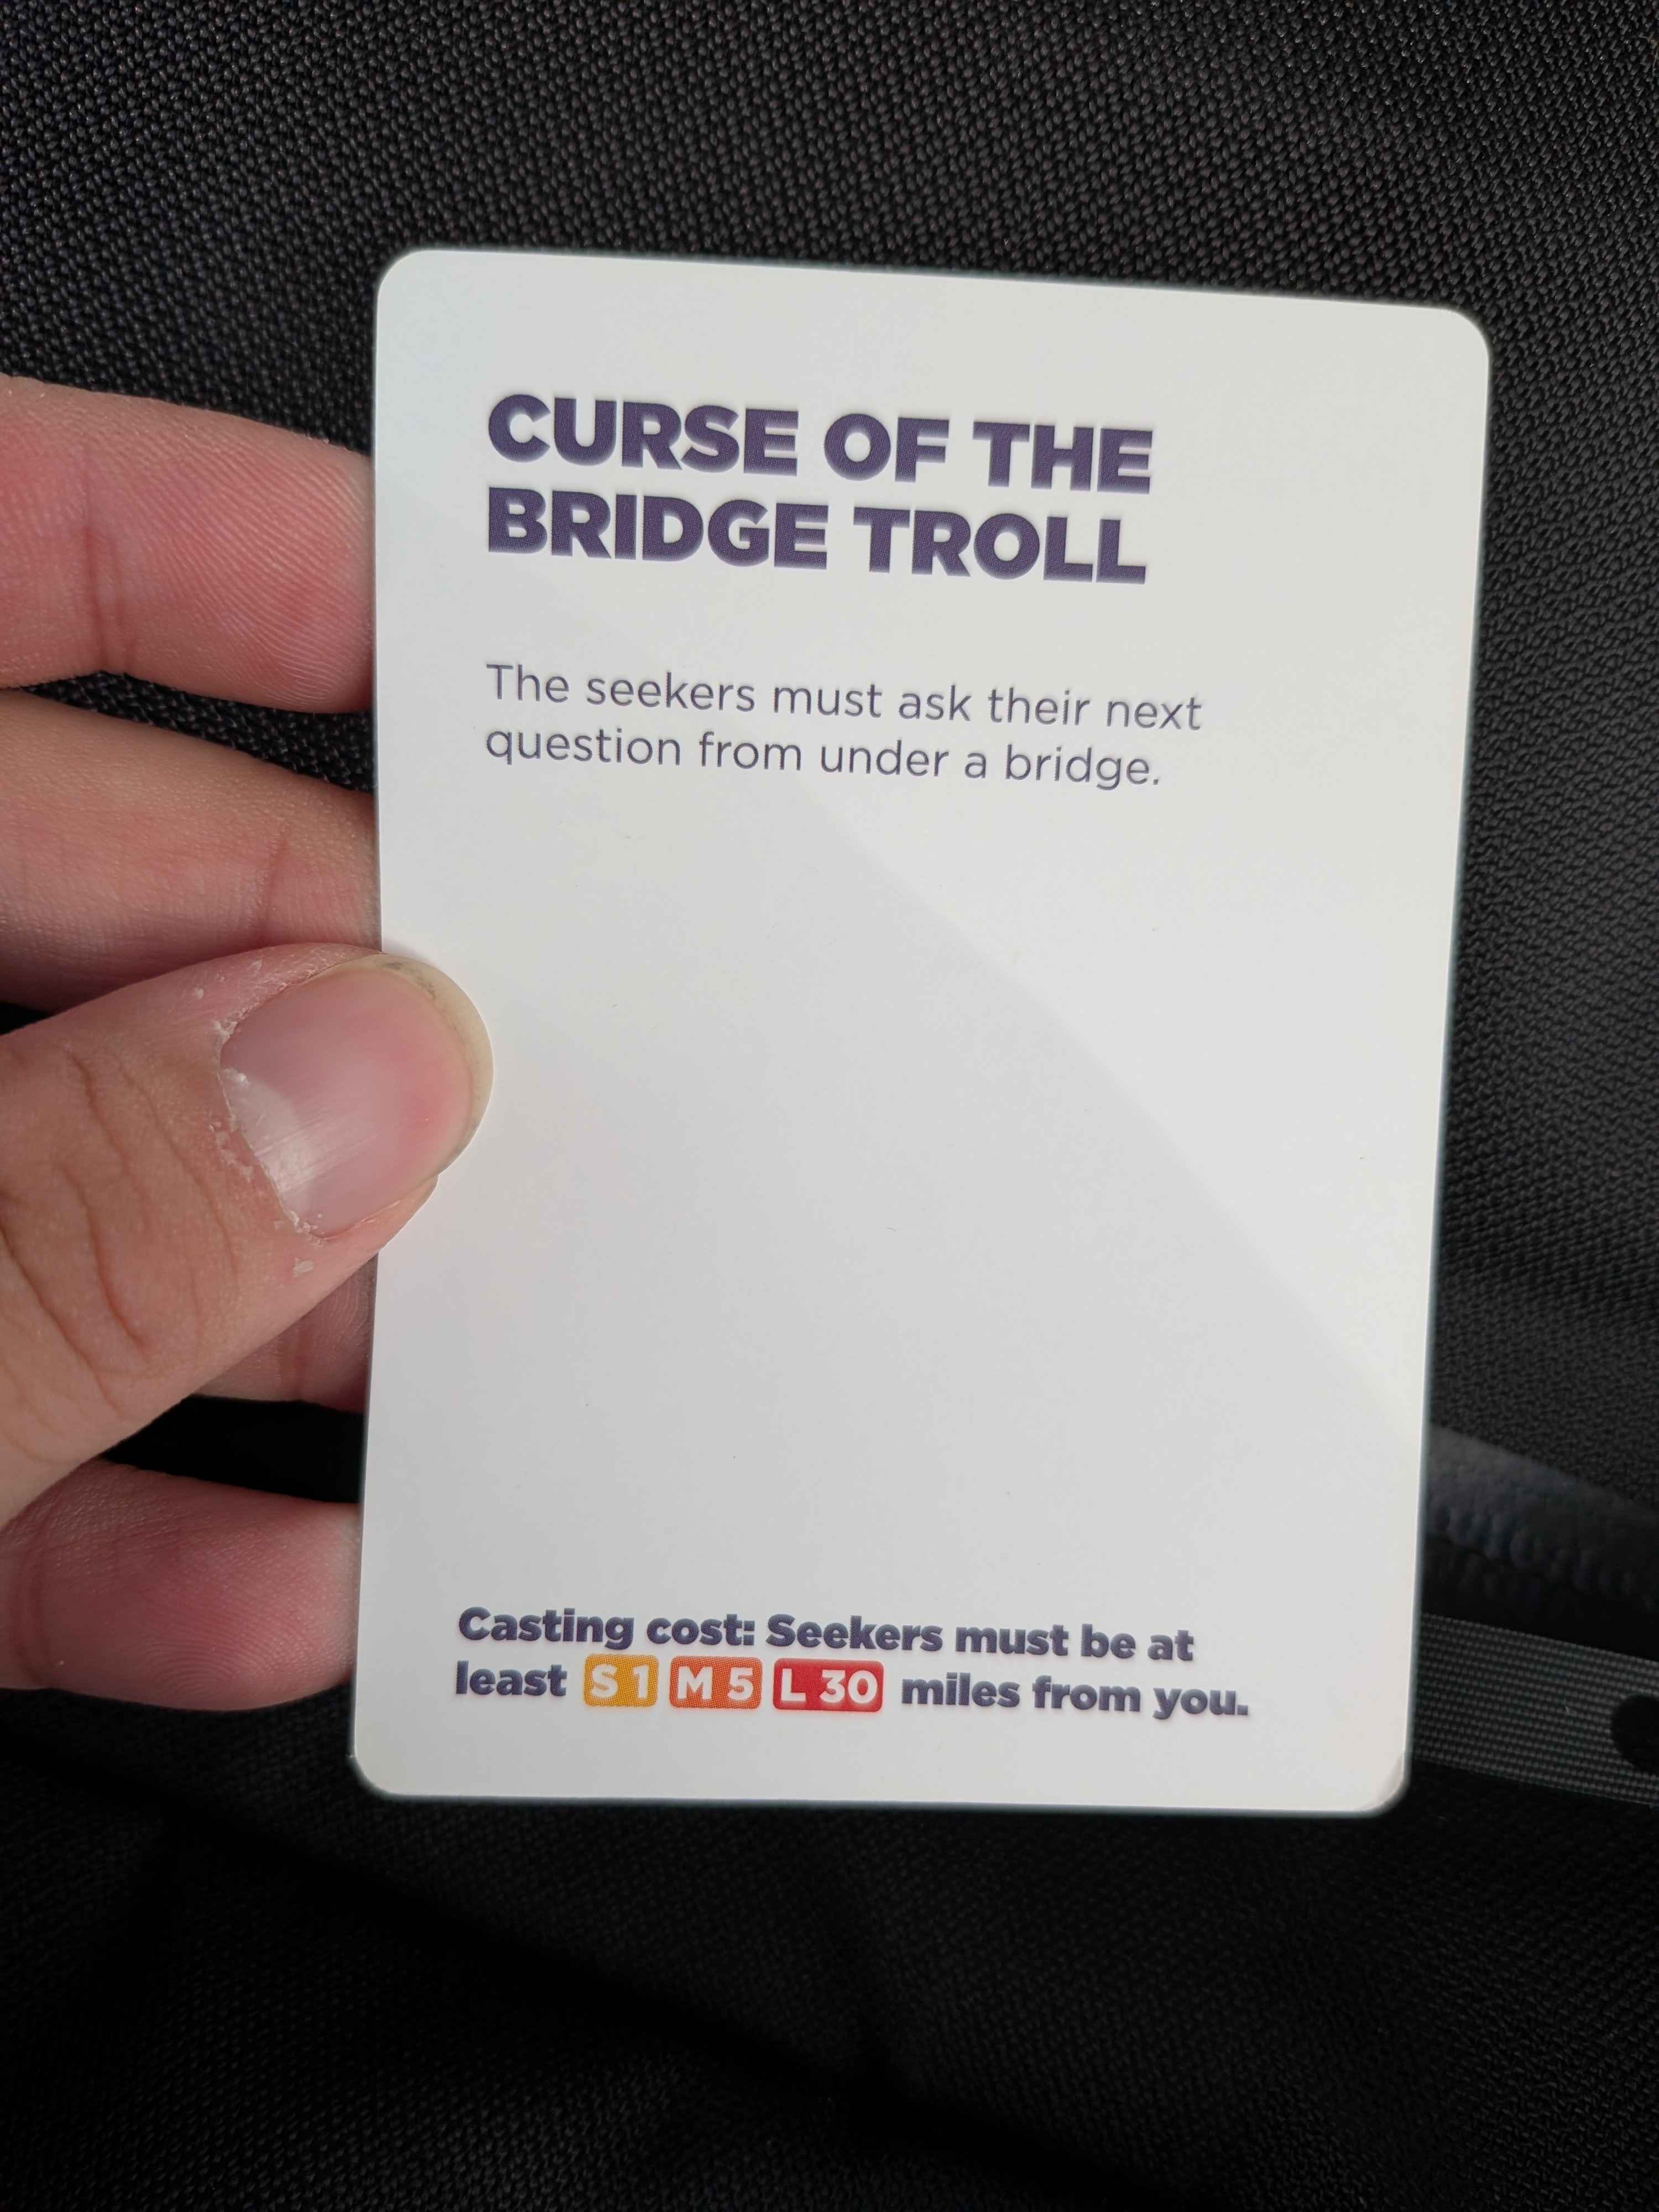 CURSE OF THE
BRIDGE TROLL
The seekers must ask their next
question from under a bridge.
Casting cost: Seekers must be at
least S 1 M 5 L 30 miles from you.